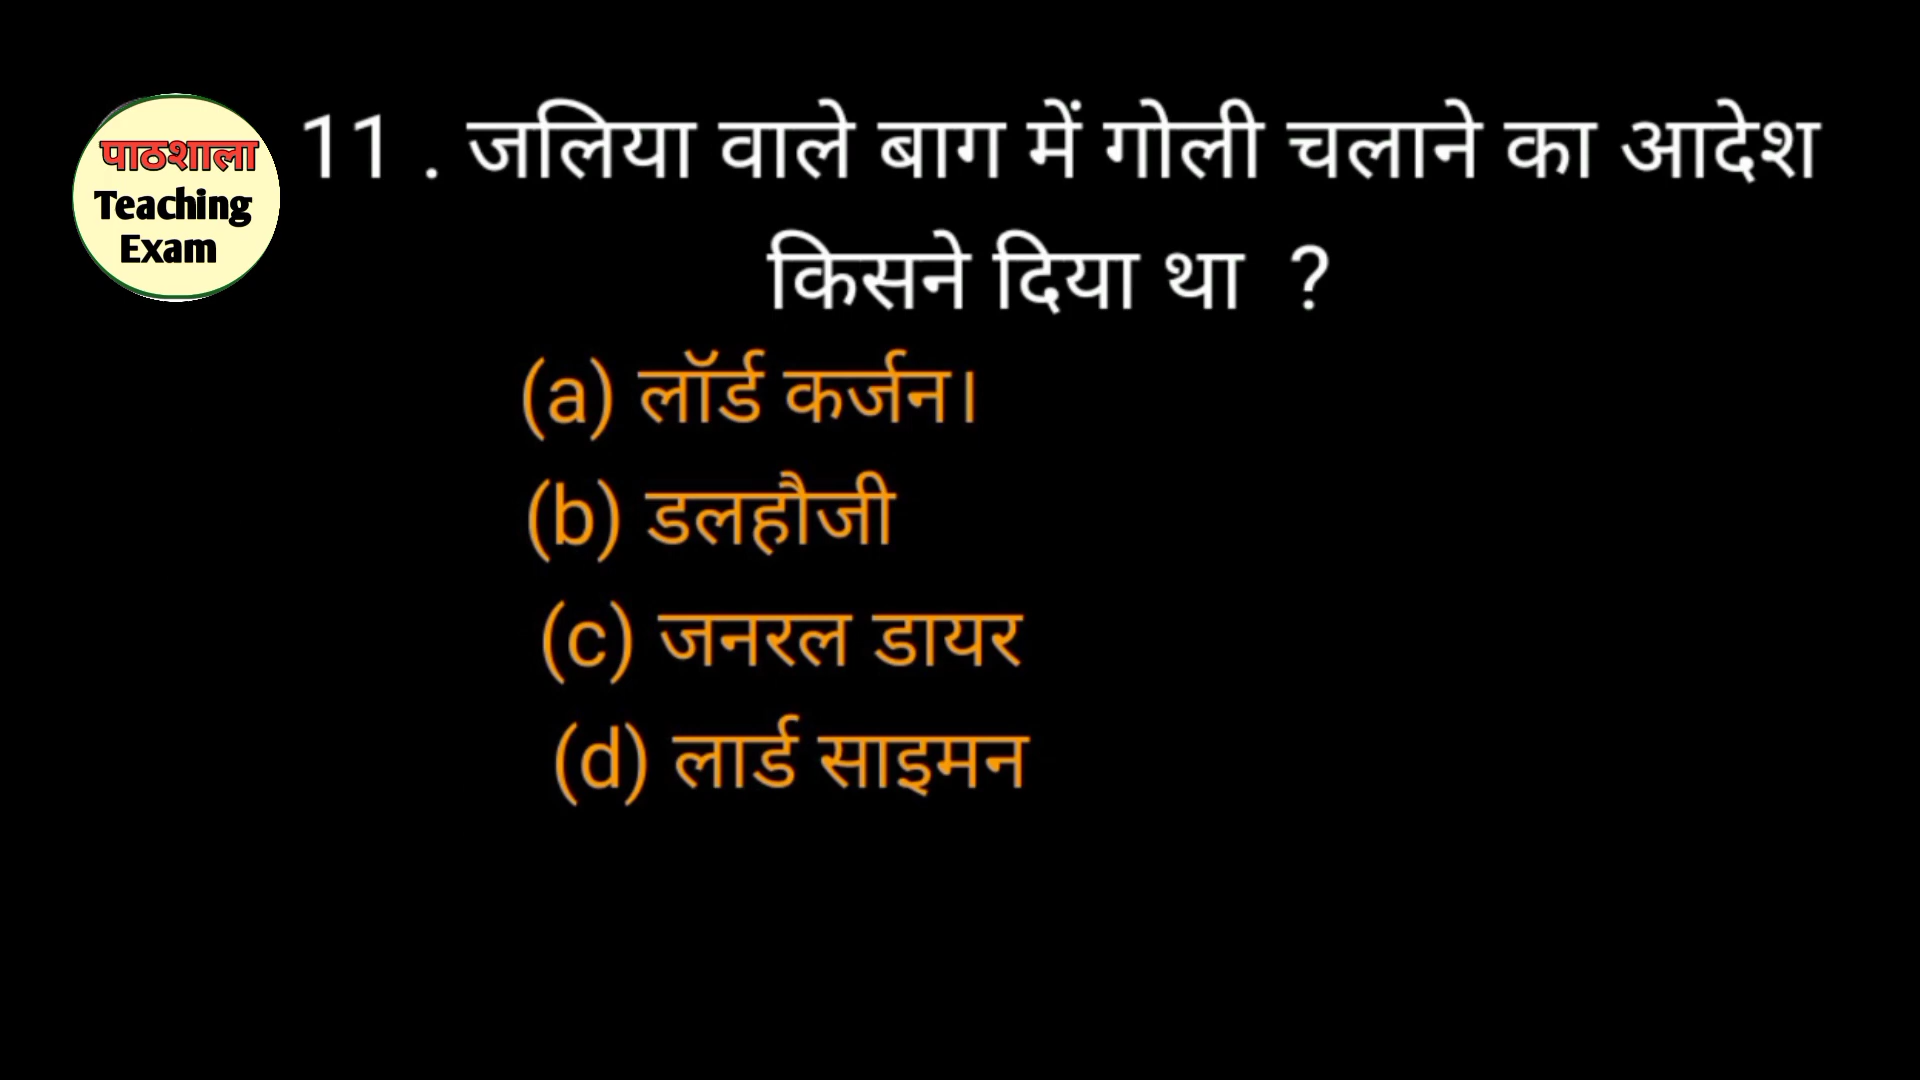 पाठशाला
Teaching
Exam
11 . जलिया वाले बाग में गोली चलाने का आदेश
किसने दिया था ?
(a) लॉर्ड कर्जन।
(b) डलहौजी
(c) जनरल डायर
(d) लार्ड साइमन